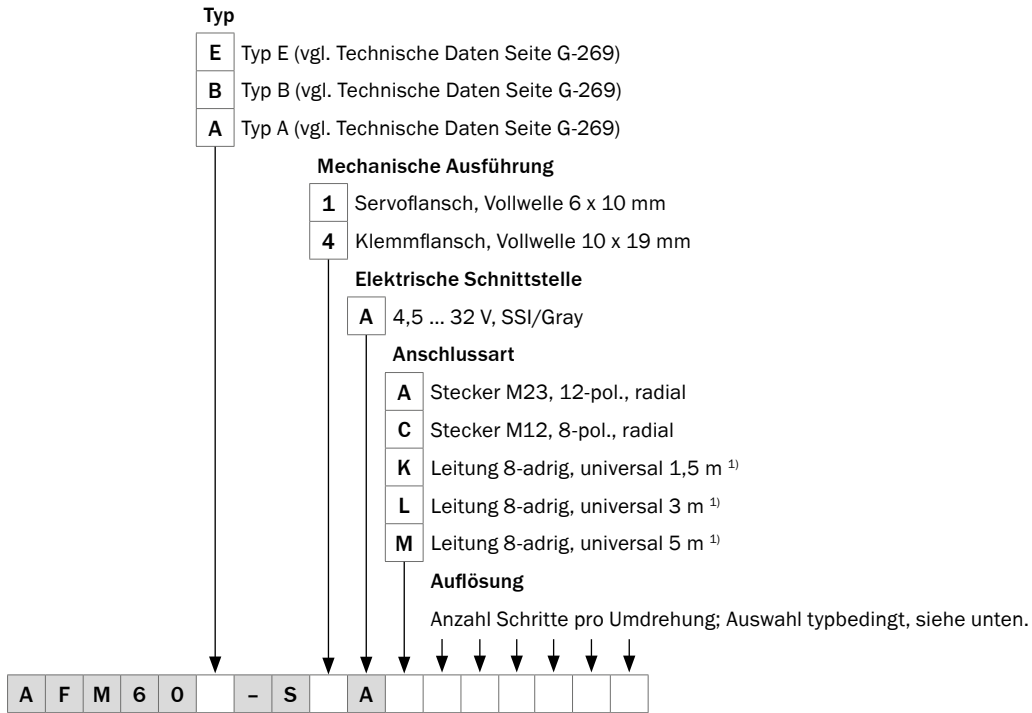 Typ
E Typ E (vgl. Technische Daten Seite G-269)
B Typ B (vgl. Technische Daten Seite G-269)
A Typ A (vgl. Technische Daten Seite G-269)
Mechanische Ausführung
1 Servoflansch, Vollwelle 6 x 10 mm
4 Klemmflansch, Vollwelle 10 x 19 mm
Elektrische Schnittstelle
A 4,5 ... 32 V, SSI/Gray
Anschlussart
A Stecker M23, 12-pol., radial
C Stecker M12, 8-pol., radial
K Leitung 8-adrig, universal 1,5 m 1)
L Leitung 8-adrig, universal 3 m 1)
M Leitung 8-adrig, universal 5 m 1)
Auflösung
Anzahl Schritte pro Umdrehung; Auswahl typbedingt, siehe unten.
A F M 6 0 – S A